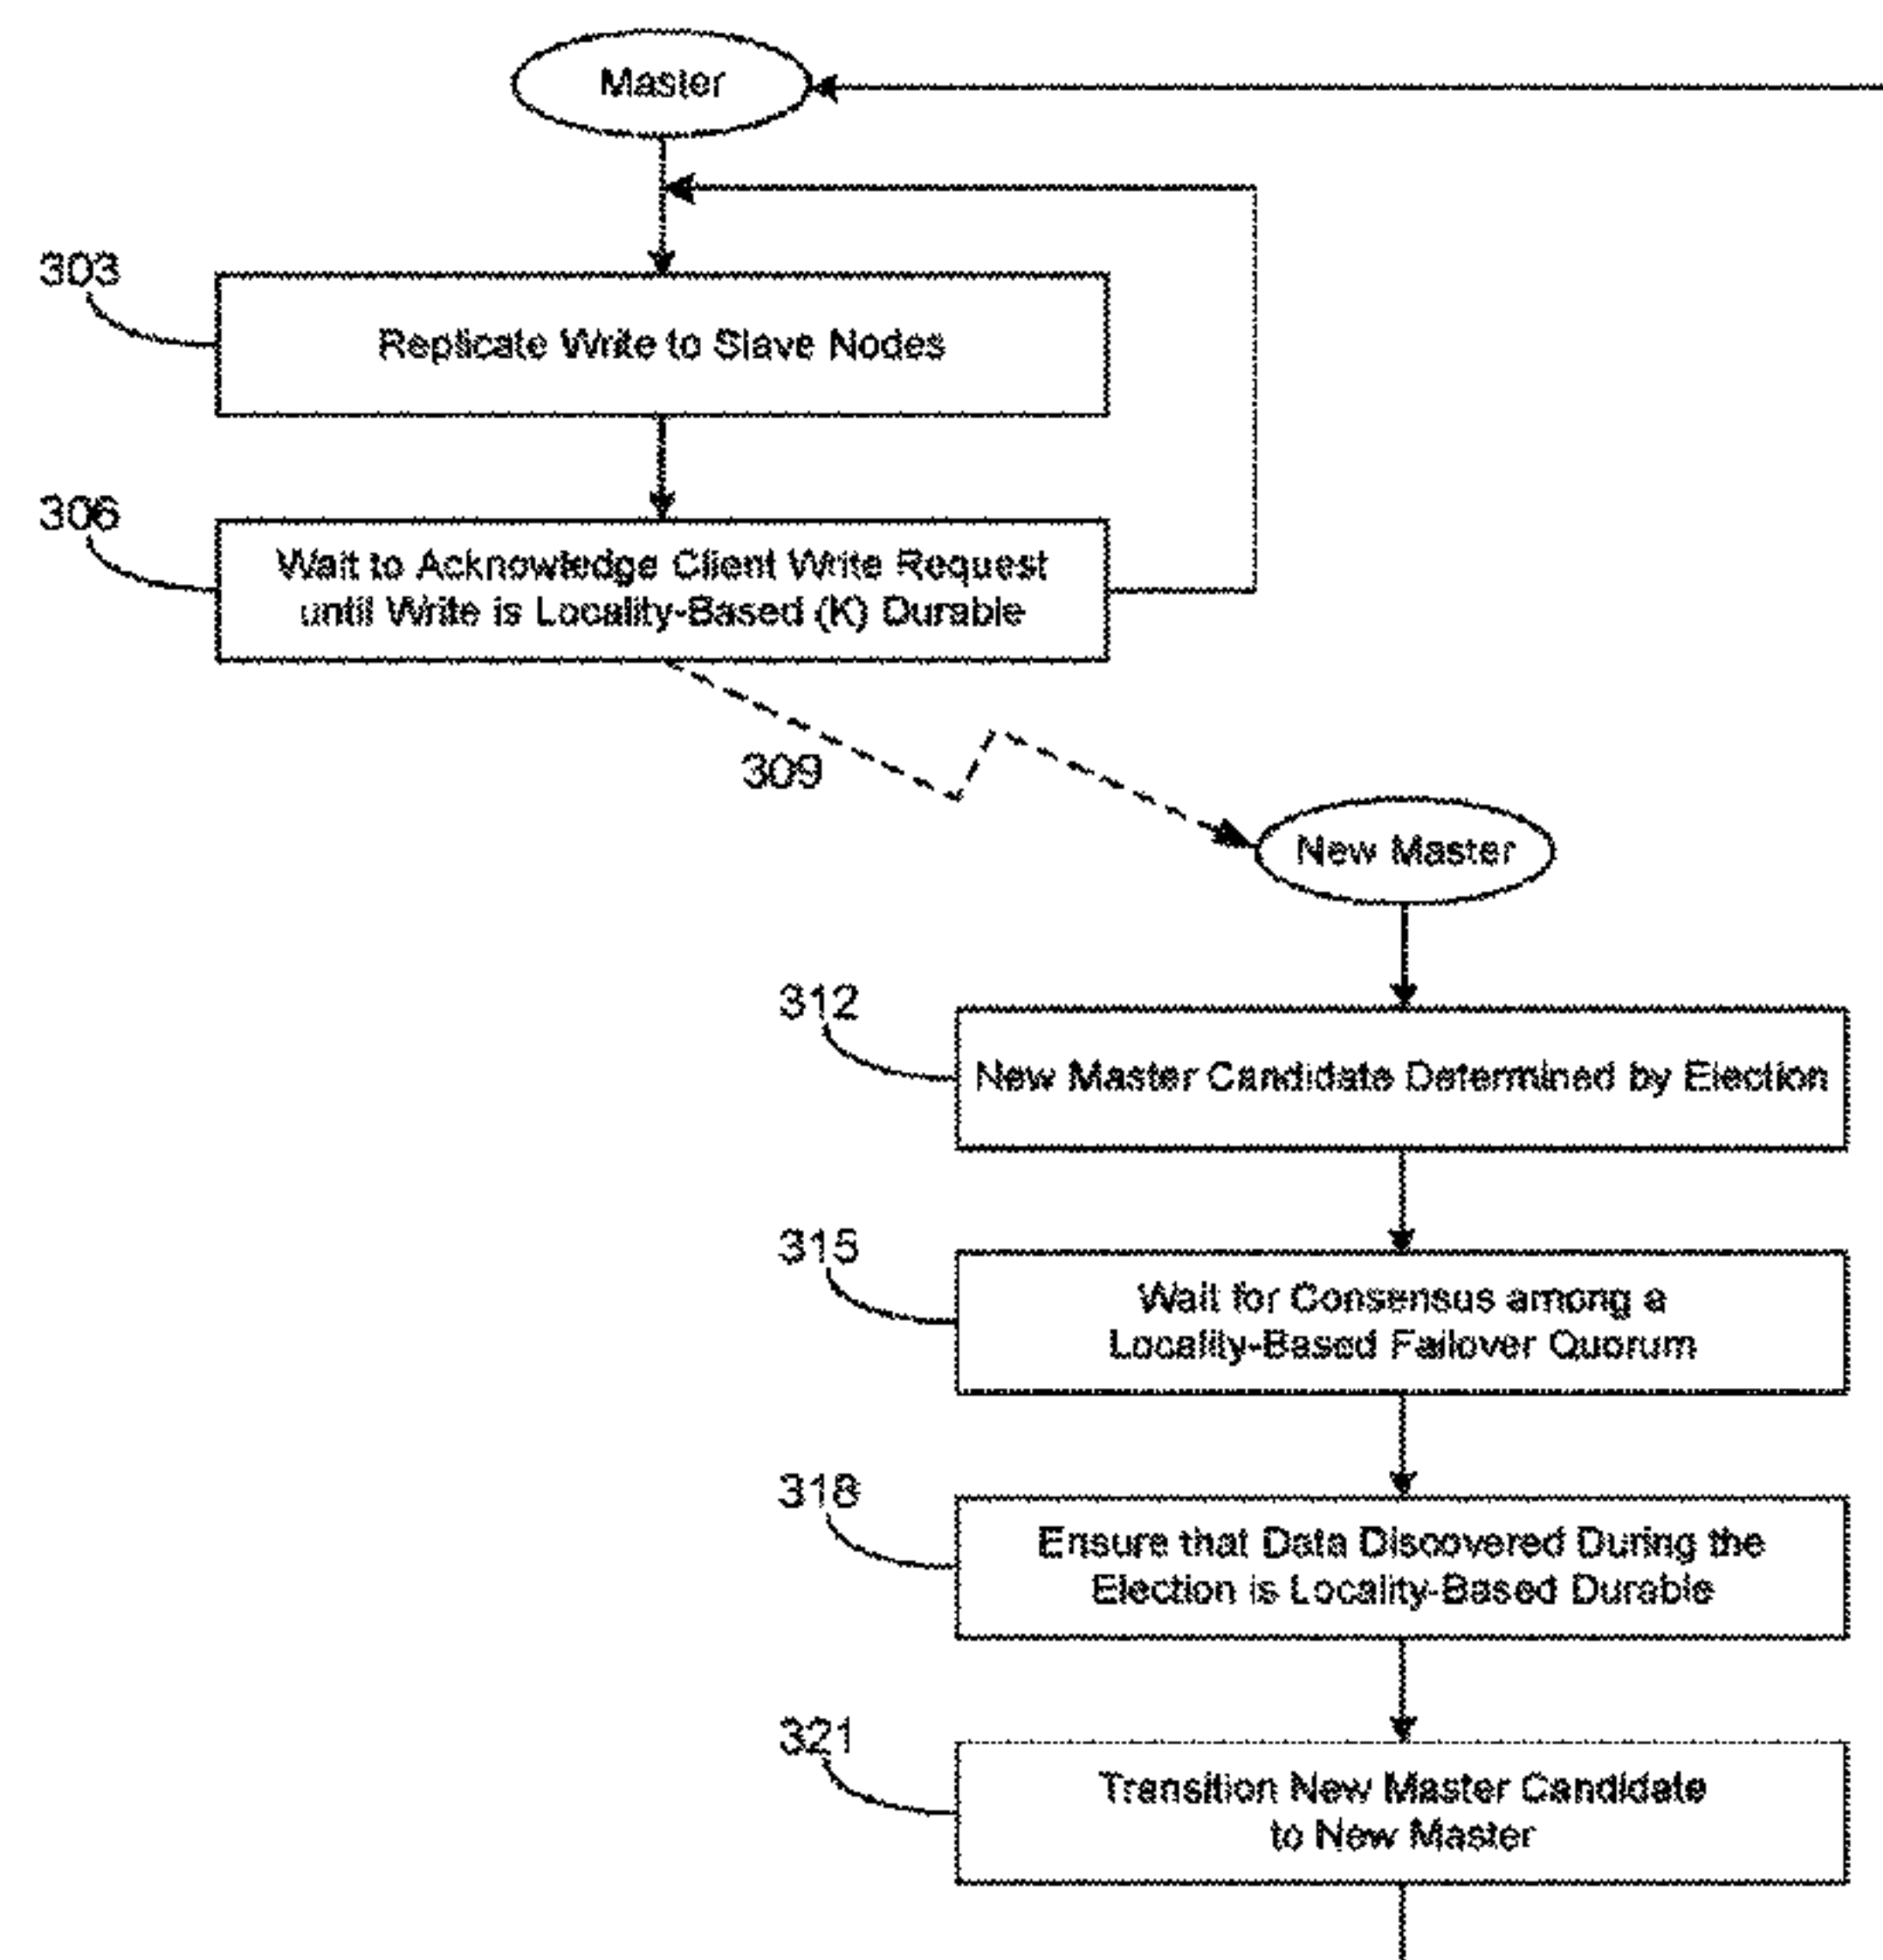 Master
303
Replicate Write to Slave Nodes
306
Wait to Acknowledge Client Write Request
until Write is Locality-Based (K) Durable
309
New Master
312
New Master Candidate Determined by Election
315
Wait for Consensus among a
Locality-Based Failover Quorum
318
Ensure that Data Discovered During the
Election is Locality-Based Durable
321
Transition New Master Candidate
to New Master